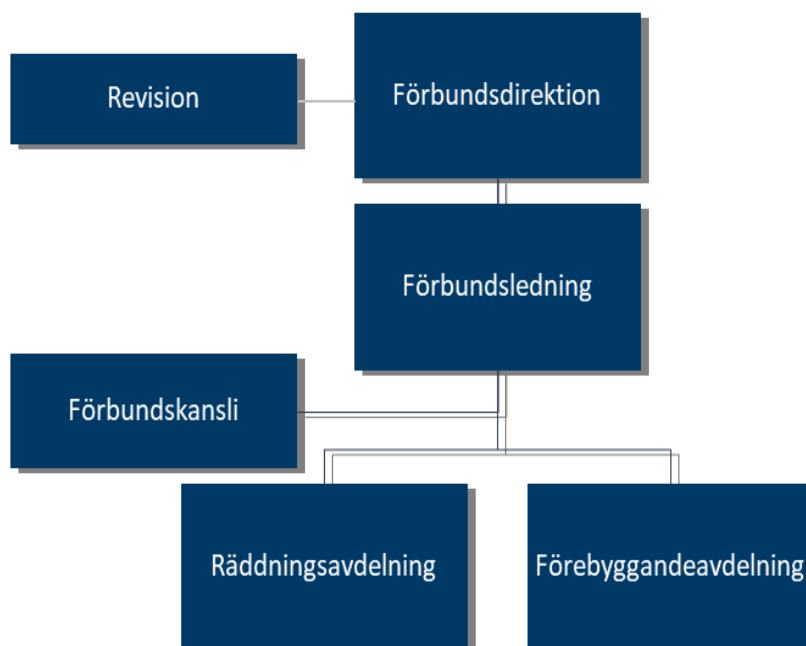 Revision
Förbundsdirektion
Förbundsledning
Förbundskansli
Räddningsavdelning
Förebyggandeavdelning